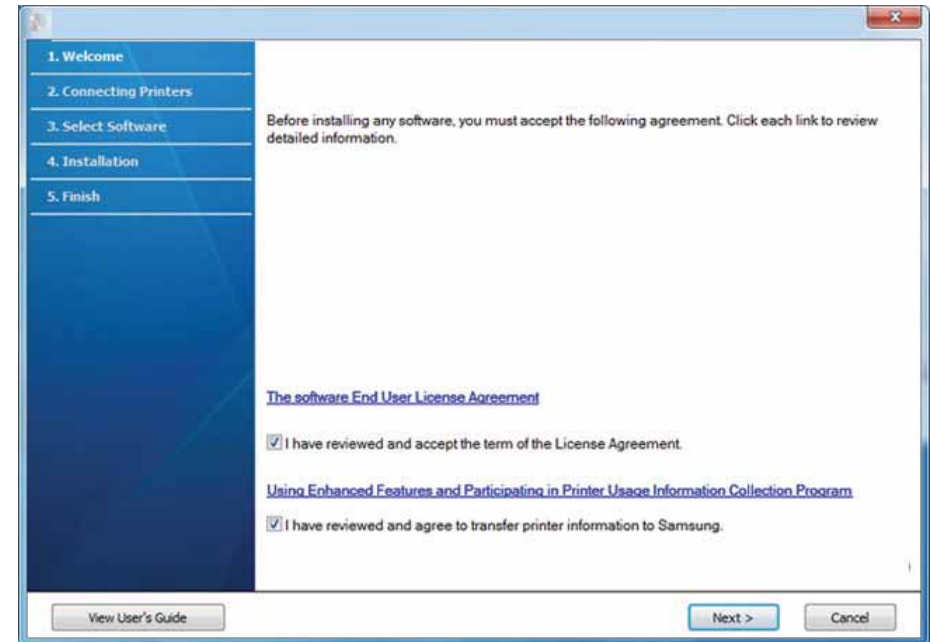 1. Welcome
2. Connecting Printers
3. Select Software
4. Installation
5. Finish
Before installing any software, you must accept the following agreement. Click each link to review
detailed information.
The software End User License Agreement
I have reviewed and accept the term of the License Agreement.
Using Enhanced Features and Participating in Printer Usage Information Collection Program
I have reviewed and agree to transfer printer information to Samsung.
View User's Guide
Next >
Cancel